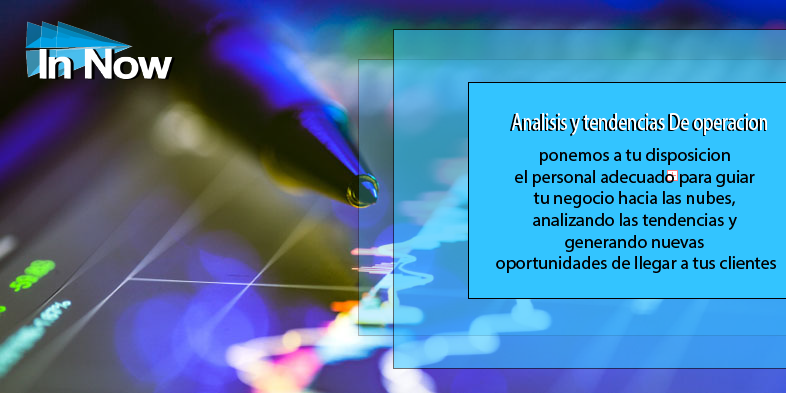 In Now
Analisis y tendencias De operacion
ponemos a tu disposicion
el personal adecuado para guiar
tu negocio hacia las nubes,
analizando las tendencias y
generando nuevas
oportunidades de llegar a tus clientes